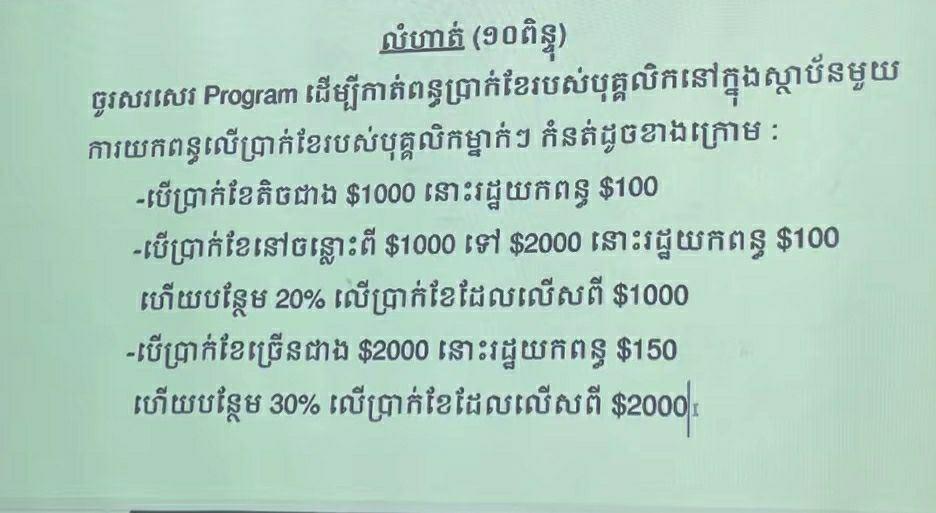 លំហាត់ (១០ពិន្ទុ)
ចូរសរសេរ Program ដើម្បីកាត់ពន្ធប្រាក់ខែរបស់បុគ្គលិកនៅក្នុងស្ថាប័នមួយ
ការយកពន្ធលើប្រាក់ខែរបស់បុគ្គលិកម្នាក់ៗ កំនត់ដូចខាងក្រោម :
-បើប្រាក់ខែតិចជាង $1000 នោះរដ្ឋយកពន្ធ $100
-បើប្រាក់ខែនៅចន្លោះពី $1000 ទៅ $2000 នោះរដ្ឋយកពន្ធ $100
ហើយបន្ថែម 20% លើប្រាក់ខែដែលលើសពី $1000
-បើប្រាក់ខែច្រើនជាង $2000 នោះរដ្ឋយកពន្ធ $150
ហើយបន្ថែម 30% លើប្រាក់ខែដែលលើសពី $2000